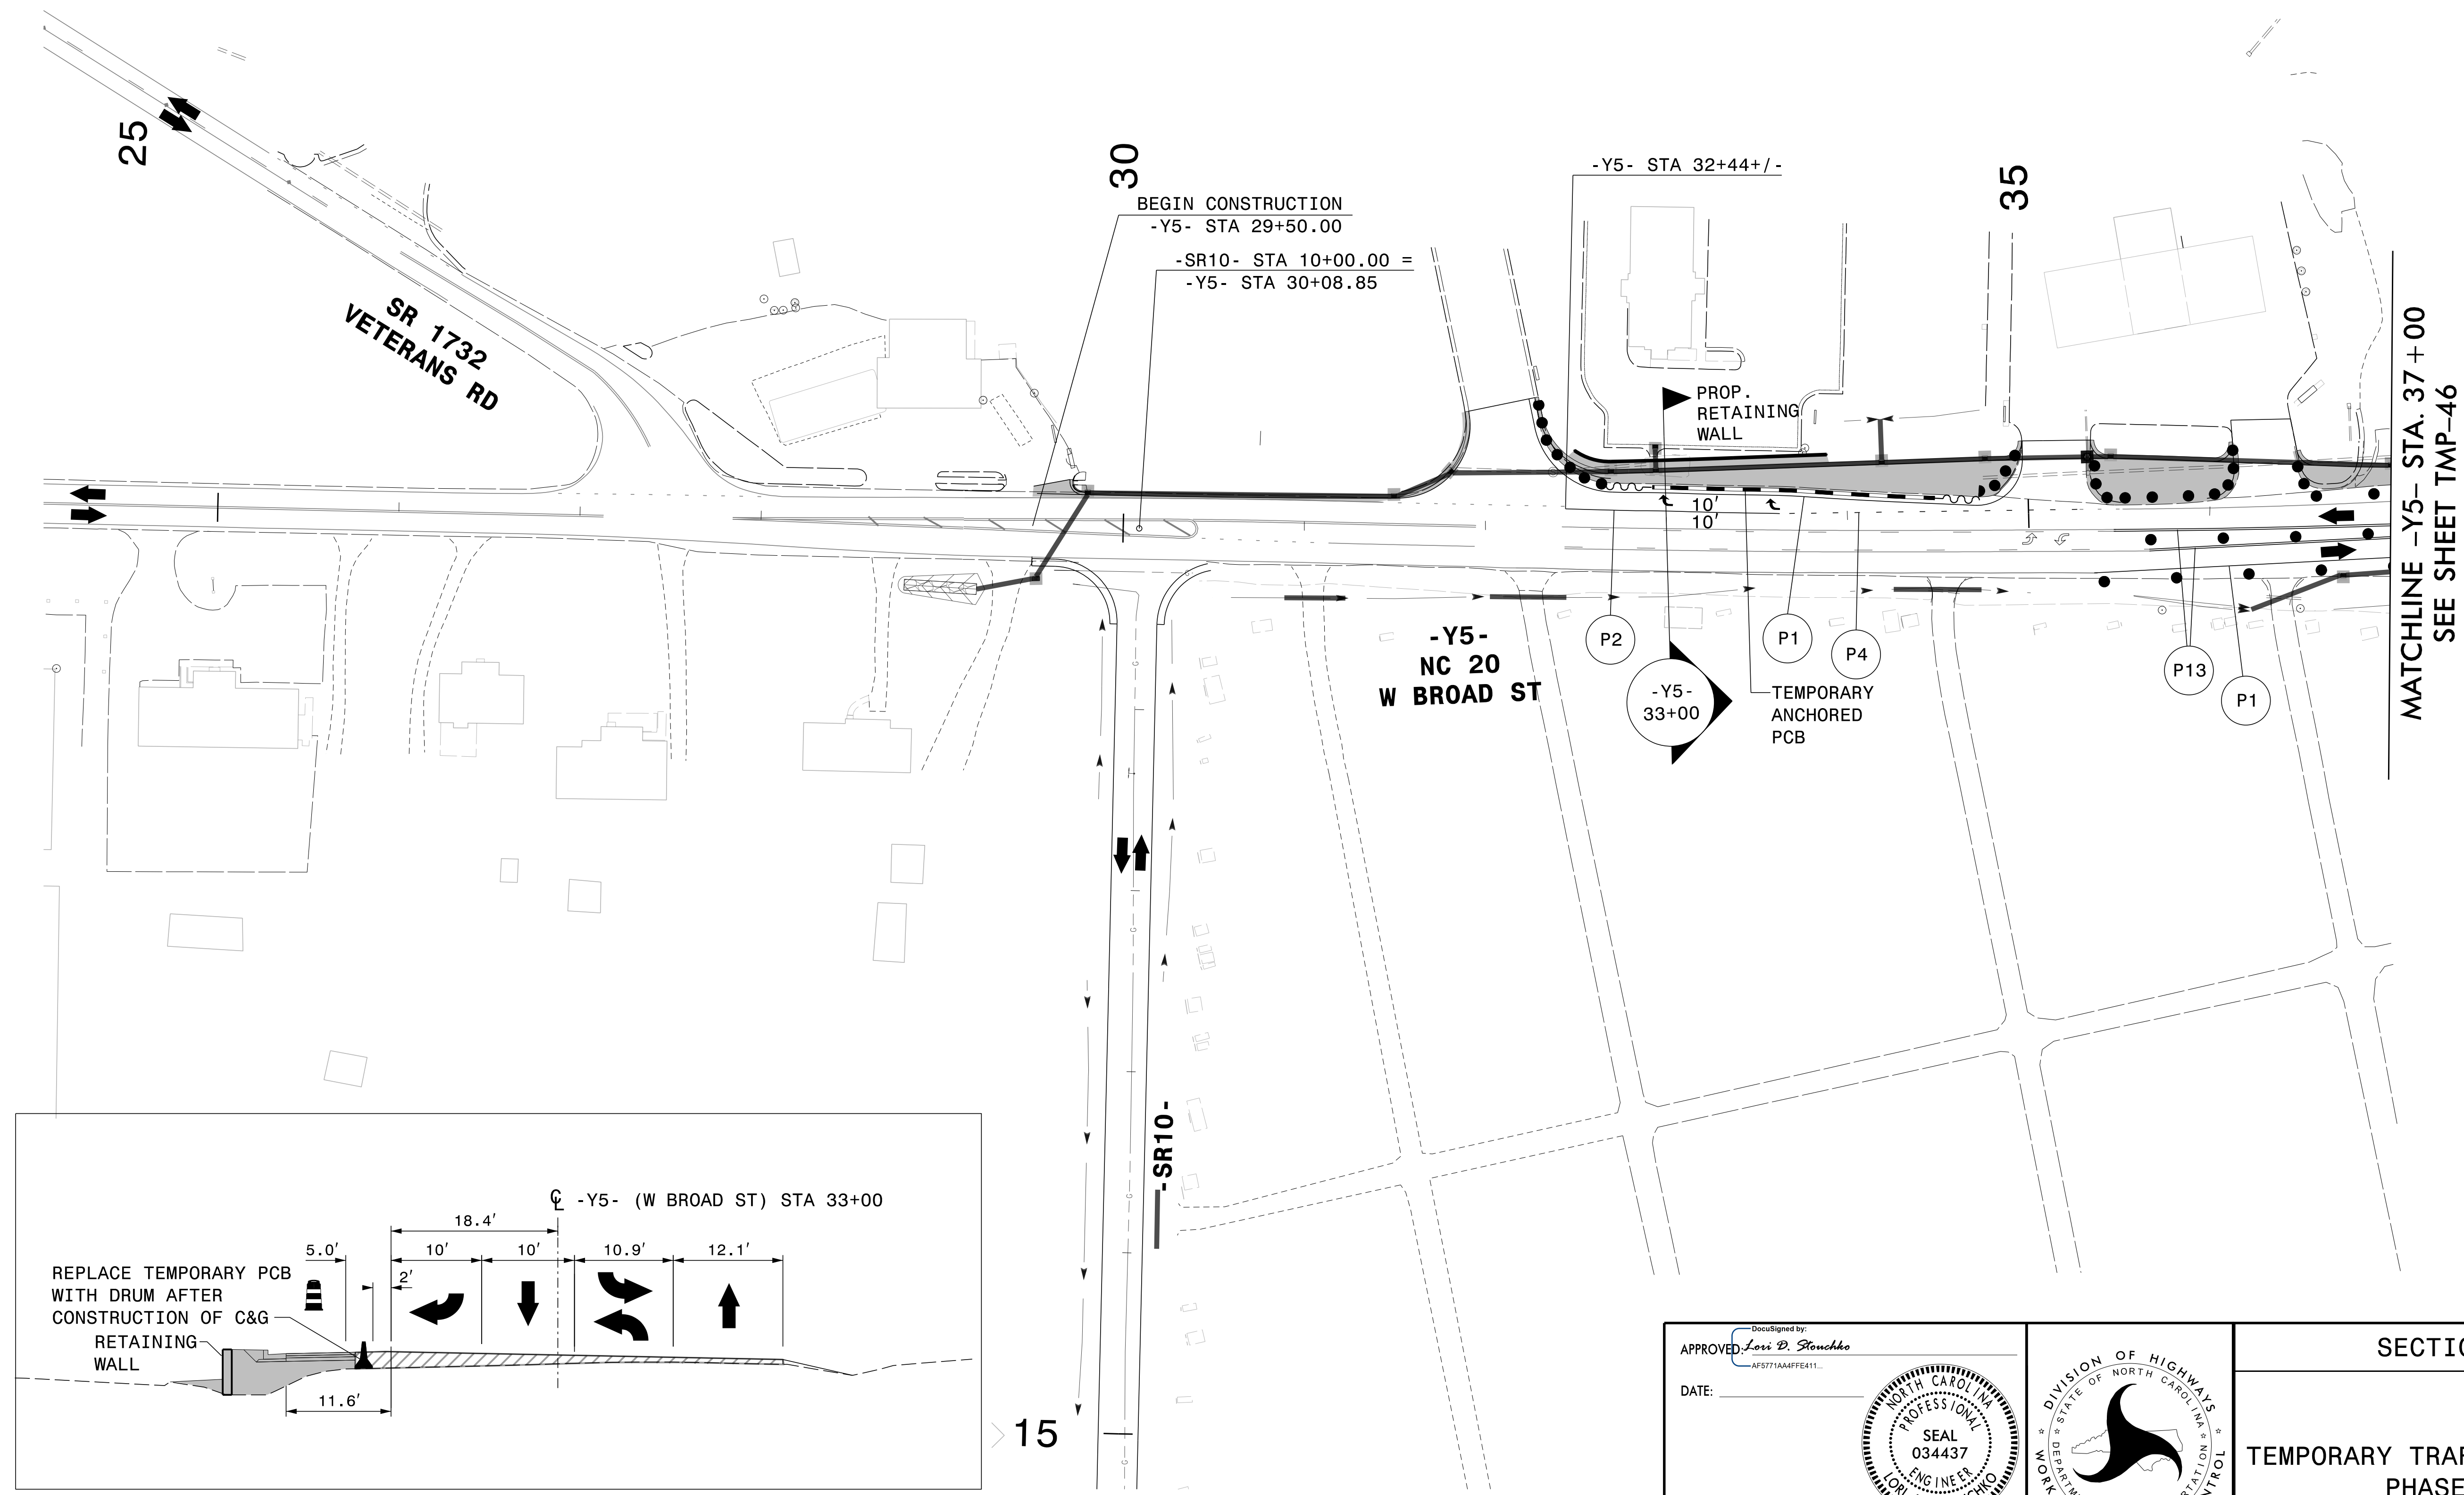 25
30
35
BEGIN CONSTRUCTION
-Y5- STA 29+50.00
-SR10- STA 10+00.00 =
-Y5- STA 30+08.85
-Y5- STA 32+44+/-
SR 1732
VETERANS RD
PROP.
RETAINING
WALL
10'
10'
MATCHLINE -Y5- STA. 37+00
SEE SHEET TMP-46
-Y5-
NC 20
W BROAD ST
P2
P1
P4
P13
P1
-Y5-
33+00
TEMPORARY
ANCHORED
PCB
-SR10-
15
℄ -Y5- (W BROAD ST) STA 33+00
18.4'
5.0'
10'
10'
10.9'
12.1'
2'
REPLACE TEMPORARY PCB
WITH DRUM AFTER
CONSTRUCTION OF C&G
RETAINING
WALL
11.6'
DocuSigned by:
APPROVED: Lori D. Stouchko
AF5771AA4FFE411...
DATE:
NORTH CAROLINA
PROFESSIONAL
SEAL
034437
ENGINEER
DIVISION OF HIGHWAYS
STATE OF NORTH CAROLINA